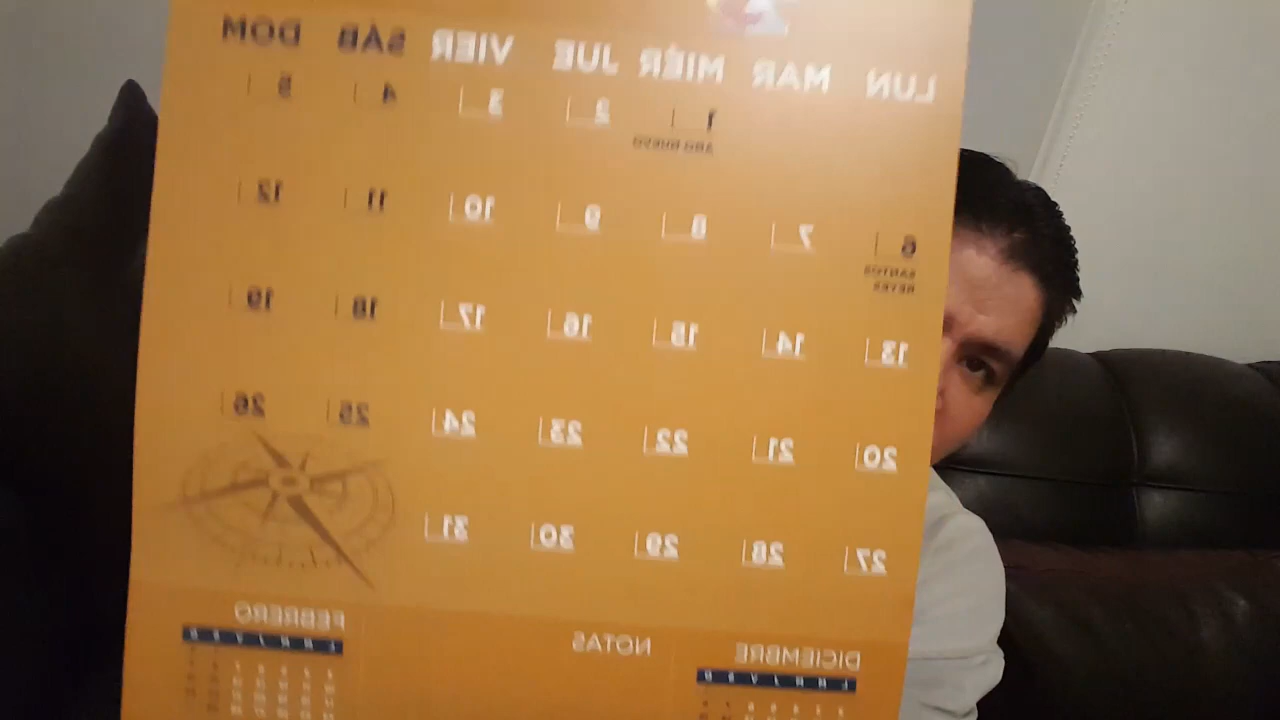 LUN MAR MIÉR JUE VIER SÁB DOM
1 2 3 4 5
AÑO NUEVO
6 7 8 9 10 11 12
SANTOS
REYES
13 14 15 16 17 18 19
20 21 22 23 24 25 26
27 28 29 30 31
DICIEMBRE NOTAS FEBRERO
L M M J V S D L M M J V S D